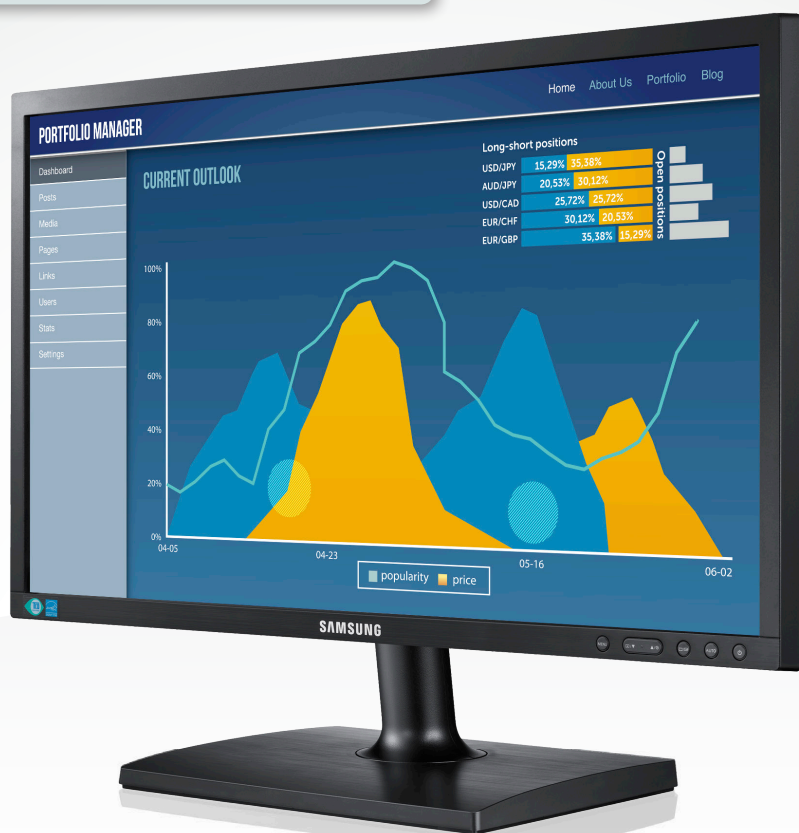 Home About Us Portfolio Blog
PORTFOLIO MANAGER
Dashboard
Posts
Media
Pages
Links
Users
Stats
Settings
CURRENT OUTLOOK
Long-short positions
USD/JPY 15,29% 35,38%
AUD/JPY 20,53% 30,12%
USD/CAD 25,72% 25,72%
EUR/CHF 30,12% 20,53%
EUR/GBP 35,38% 15,29%
Open positions
100%
80%
60%
40%
20%
0%
04-05
04-23
05-16
06-02
popularity price
SAMSUNG
MENU
AUTO